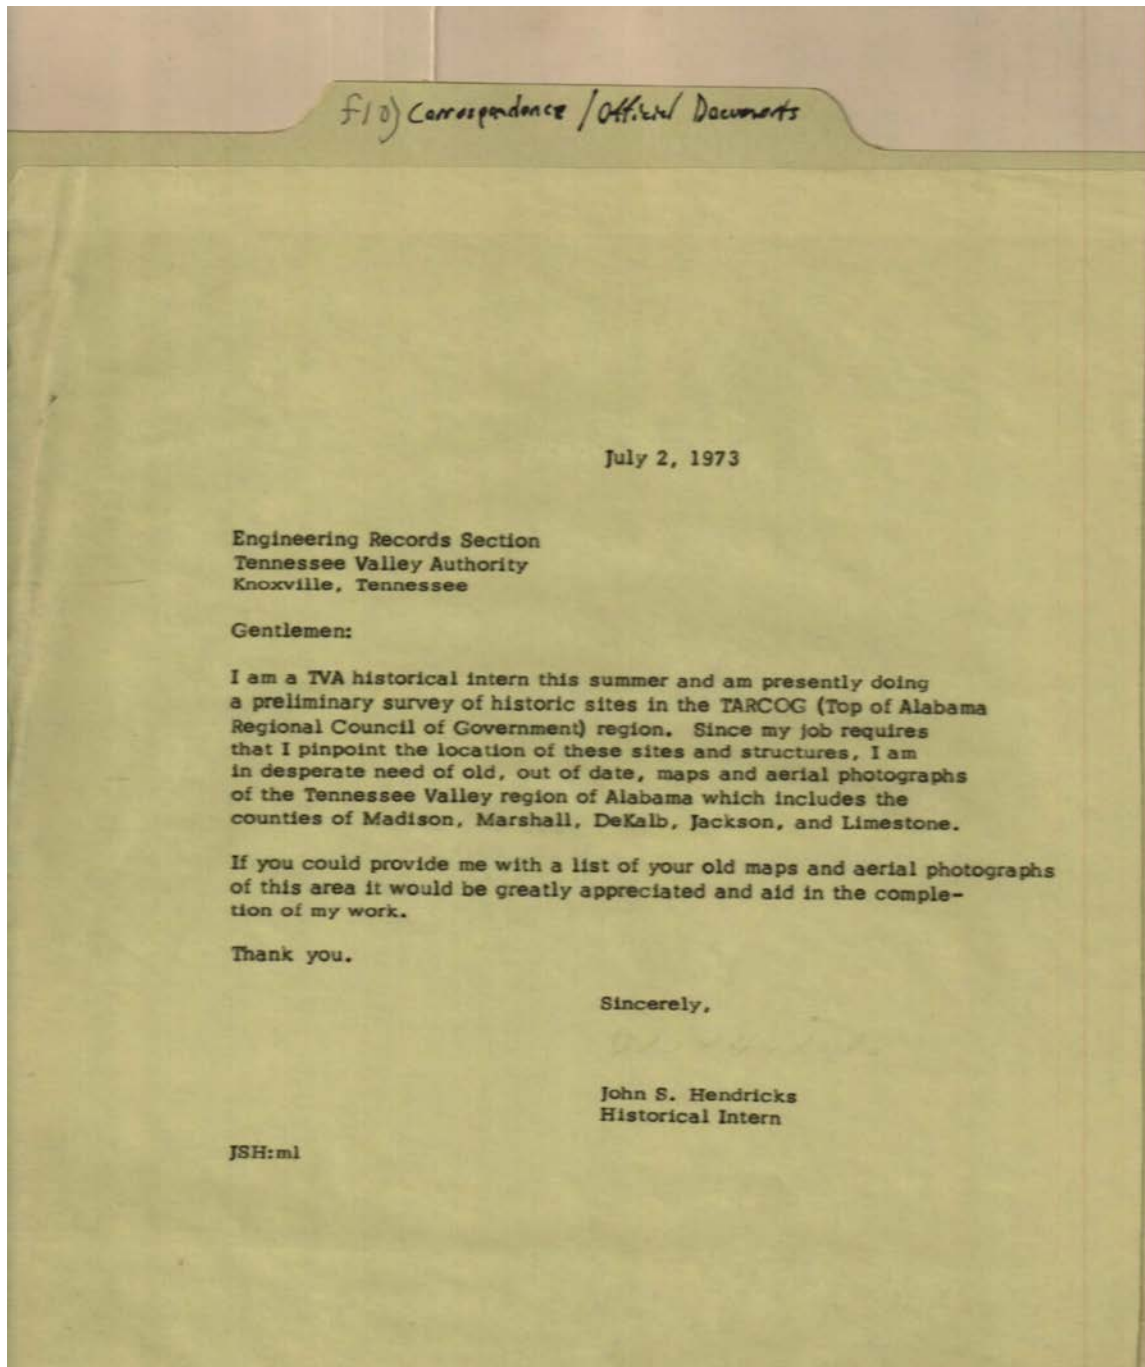 f10) Correspondence / Official Documents
July 2, 1973
Engineering Records Section
Tennessee Valley Authority
Knoxville, Tennessee
Gentlemen:
I am a TVA historical intern this summer and am presently doing
a preliminary survey of historic sites in the TARCOG (Top of Alabama
Regional Council of Government) region. Since my job requires
that I pinpoint the location of these sites and structures, I am
in desperate need of old, out of date, maps and aerial photographs
of the Tennessee Valley region of Alabama which includes the
counties of Madison, Marshall, DeKalb, Jackson, and Limestone.
If you could provide me with a list of your old maps and aerial photographs
of this area it would be greatly appreciated and aid in the comple-
tion of my work.
Thank you.
Sincerely,
John S. Hendricks
Historical Intern
JSH:ml